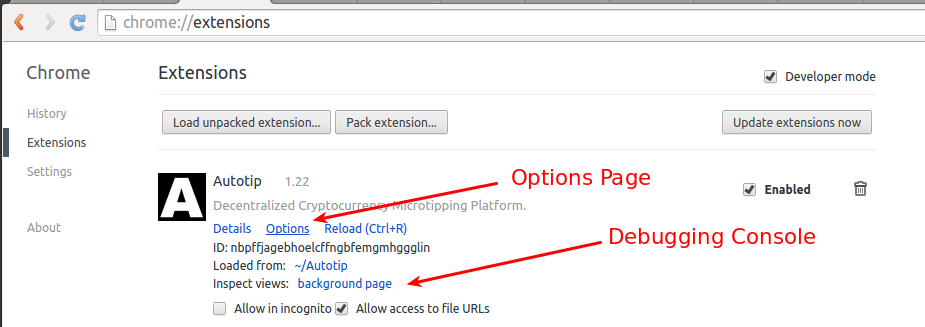 chrome://extensions
Chrome
Extensions
Developer mode
History
Load unpacked extension...
Pack extension...
Update extensions now
Extensions
Settings
A
Autotip 1.22
Options Page
Enabled
Decentralized Cryptocurrency Microtipping Platform.
About
Details Options Reload (Ctrl+R)
Debugging Console
ID: nbpffjagebhoelcffngbfemgmhggglin
Loaded from: ~/Autotip
Inspect views: background page
Allow in incognito
Allow access to file URLs